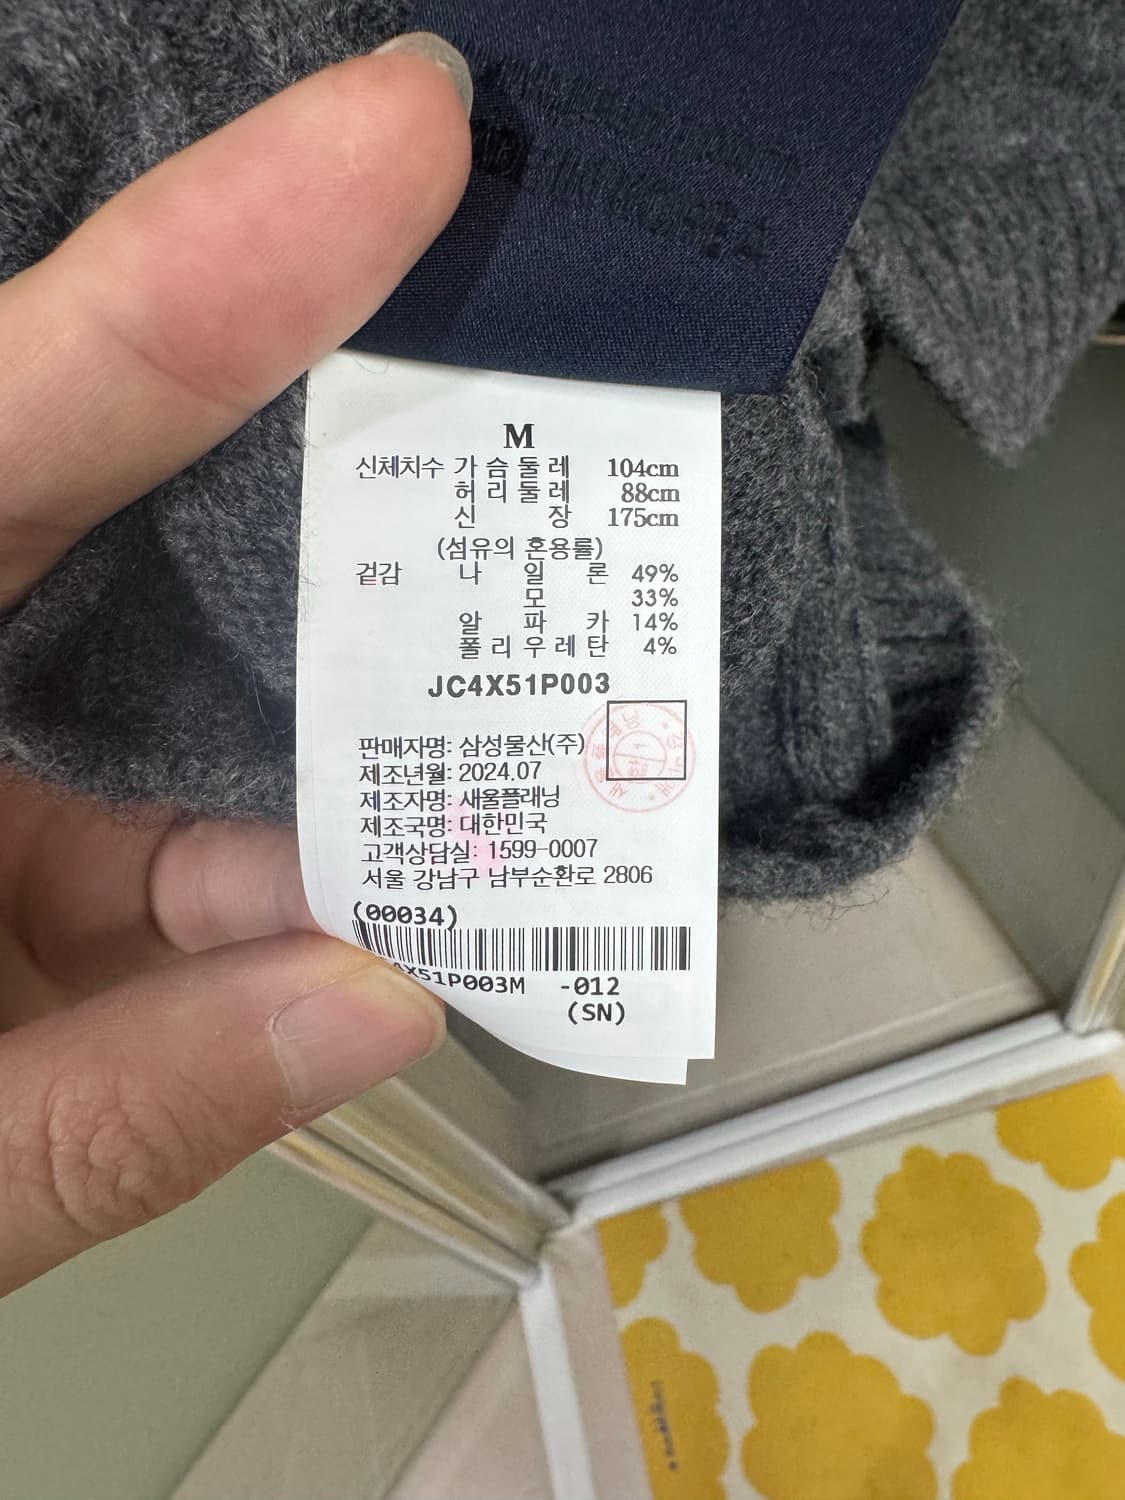 M
신체치수 가슴둘레 104cm
허리둘레 88cm
신 장 175cm
(섬유의 혼용률)
겉감 나 일 론 49%
모 33%
알 파 카 14%
폴리우레탄 4%
JC4X51P003
판매자명: 삼성물산(주)
제조년월: 2024.07
제조자명: 새울플래닝
제조국명: 대한민국
고객상담실: 1599-0007
서울 강남구 남부순환로 2806
(00034)
4X51P003M -012
(SN)